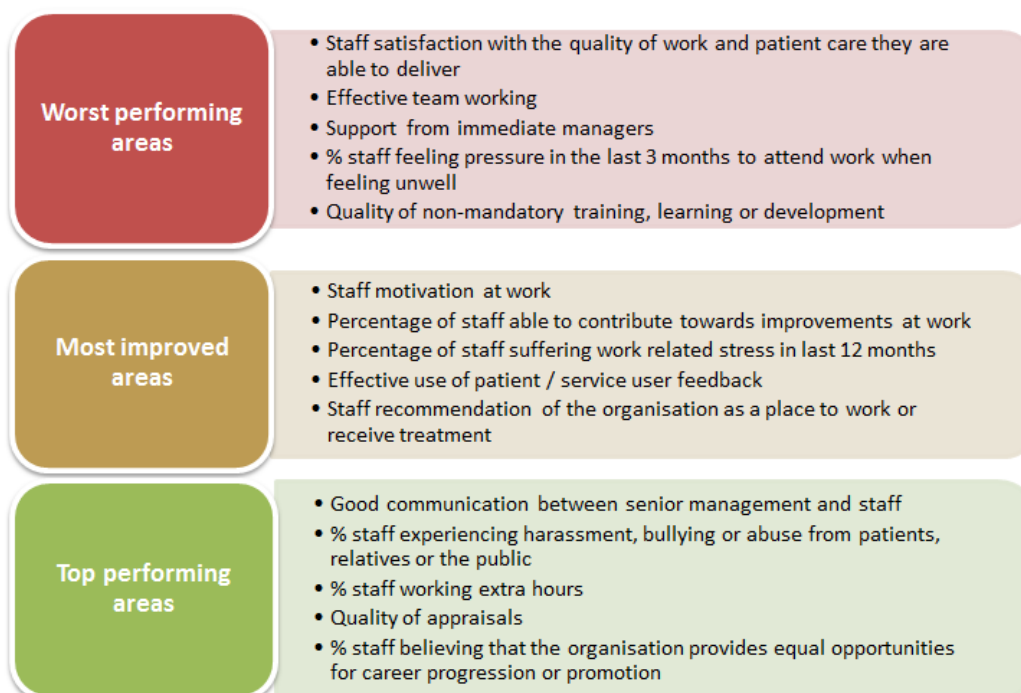 Worst performing
areas
• Staff satisfaction with the quality of work and patient care they are
able to deliver
• Effective team working
• Support from immediate managers
• % staff feeling pressure in the last 3 months to attend work when
feeling unwell
• Quality of non-mandatory training, learning or development
Most improved
areas
• Staff motivation at work
• Percentage of staff able to contribute towards improvements at work
• Percentage of staff suffering work related stress in last 12 months
• Effective use of patient / service user feedback
• Staff recommendation of the organisation as a place to work or
receive treatment
Top performing
areas
• Good communication between senior management and staff
• % staff experiencing harassment, bullying or abuse from patients,
relatives or the public
• % staff working extra hours
• Quality of appraisals
• % staff believing that the organisation provides equal opportunities
for career progression or promotion